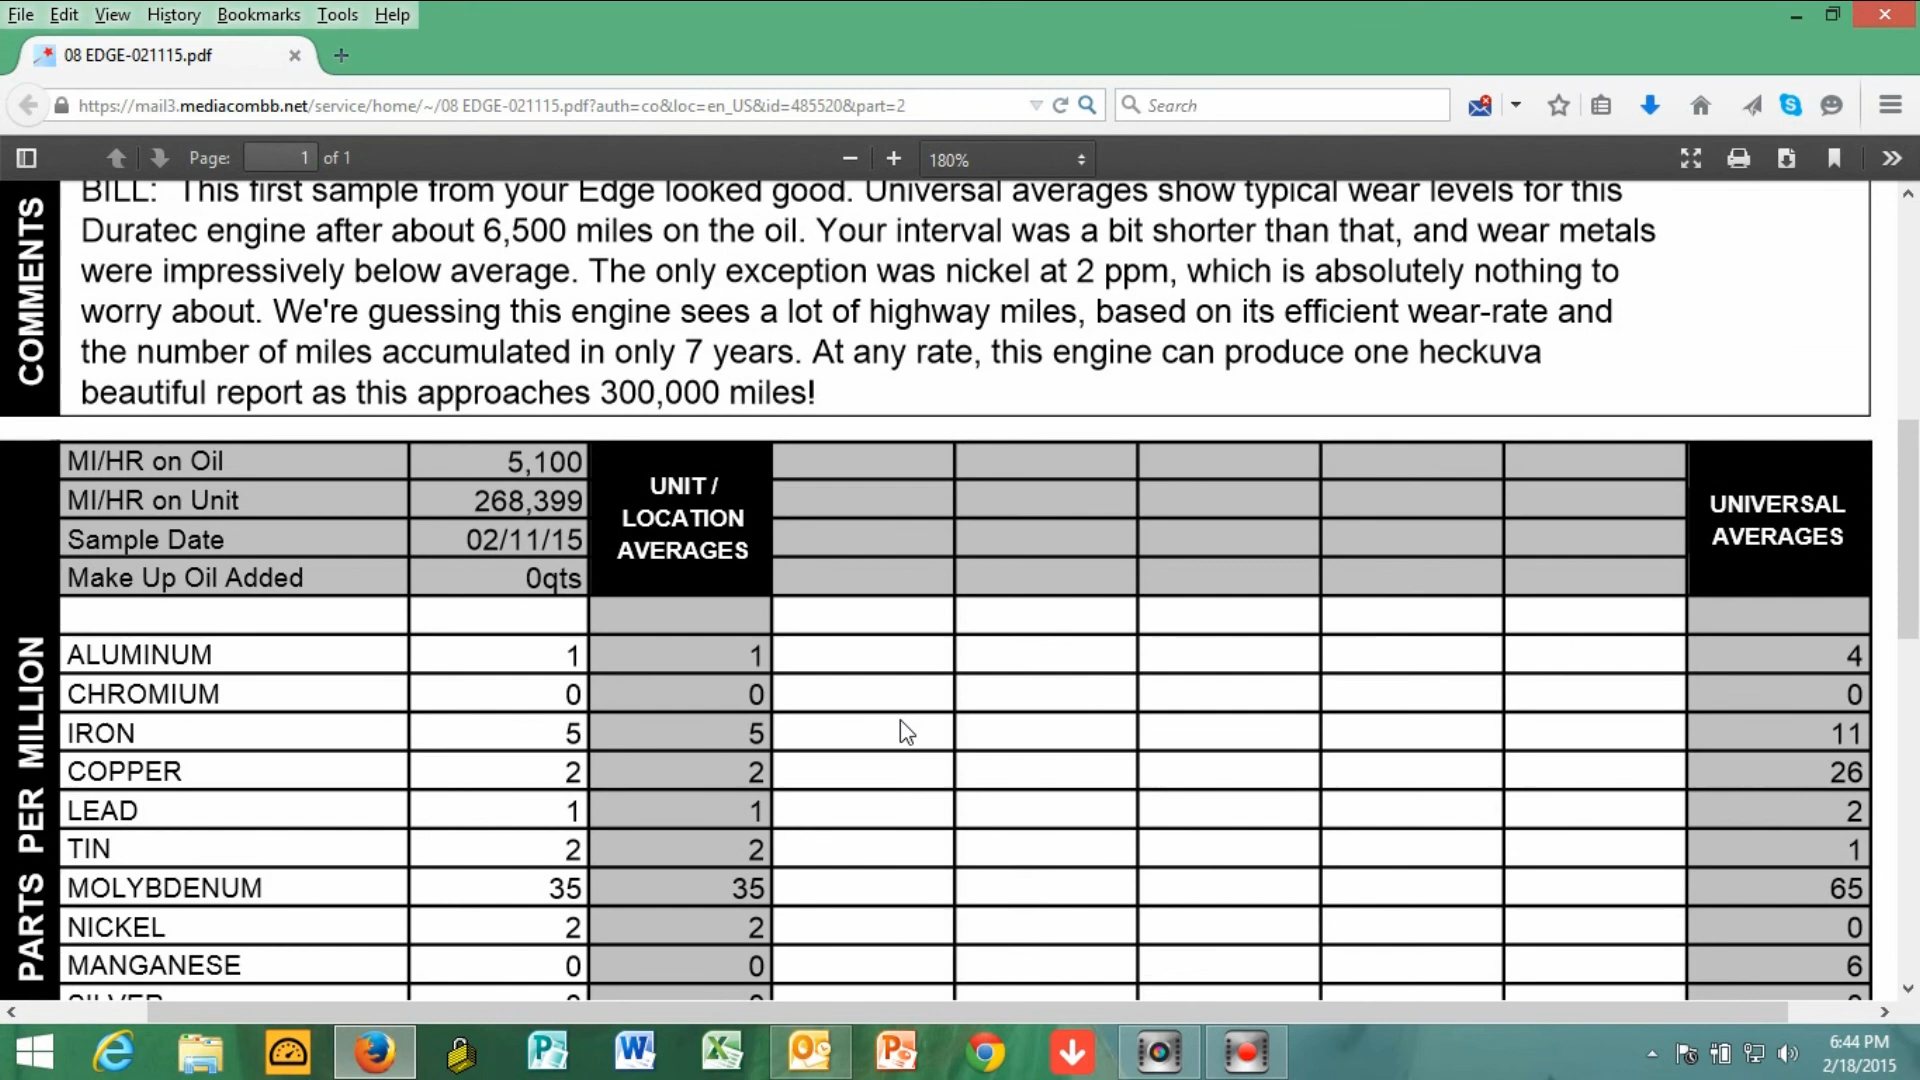 File Edit View History Bookmarks Tools Help
08 EDGE-021115.pdf
https://mail3.mediacombb.net/service/home/~/08 EDGE-021115.pdf?auth=co&loc=en_US&id=485520&part=2
Search
Page: 1 of 1
180%
COMMENTS
BILL: This first sample from your Edge looked good. Universal averages show typical wear levels for this
Duratec engine after about 6,500 miles on the oil. Your interval was a bit shorter than that, and wear metals
were impressively below average. The only exception was nickel at 2 ppm, which is absolutely nothing to
worry about. We're guessing this engine sees a lot of highway miles, based on its efficient wear-rate and
the number of miles accumulated in only 7 years. At any rate, this engine can produce one heckuva
beautiful report as this approaches 300,000 miles!
MI/HR on Oil 5,100
MI/HR on Unit 268,399
Sample Date 02/11/15
Make Up Oil Added 0qts
UNIT /
LOCATION
AVERAGES
UNIVERSAL
AVERAGES
PARTS PER MILLION
ALUMINUM 1 1 4
CHROMIUM 0 0 0
IRON 5 5 11
COPPER 2 2 26
LEAD 1 1 2
TIN 2 2 1
MOLYBDENUM 35 35 65
NICKEL 2 2 0
MANGANESE 0 0 6
6:44 PM
2/18/2015